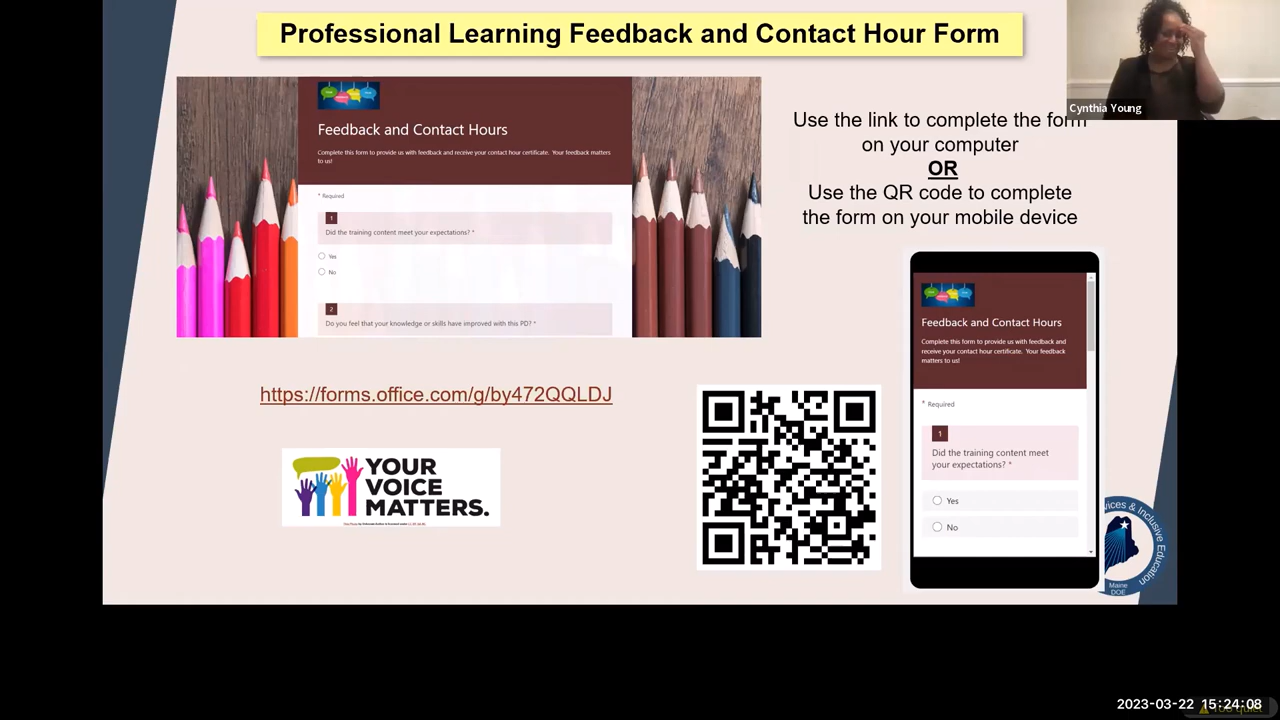 Professional Learning Feedback and Contact Hour Form
Cynthia Young
Feedback and Contact Hours
Complete this form to provide us with feedback and receive your contact hour certificate. Your feedback matters
to us!
* Required
1
Did the training content meet your expectations? *
Yes
No
2
Do you feel that your knowledge or skills have improved with this PD? *
Use the link to complete the form
on your computer
OR
Use the QR code to complete
the form on your mobile device
https://forms.office.com/g/by472QQLDJ
YOUR
VOICE
MATTERS.
Feedback and Contact Hours
Complete this form to provide us with feedback and
receive your contact hour certificate. Your feedback
matters to us!
* Required
1
Did the training content meet
your expectations? *
Yes
No
& Inclusive Education
Maine
DOE
2023-03-22 15:24:08